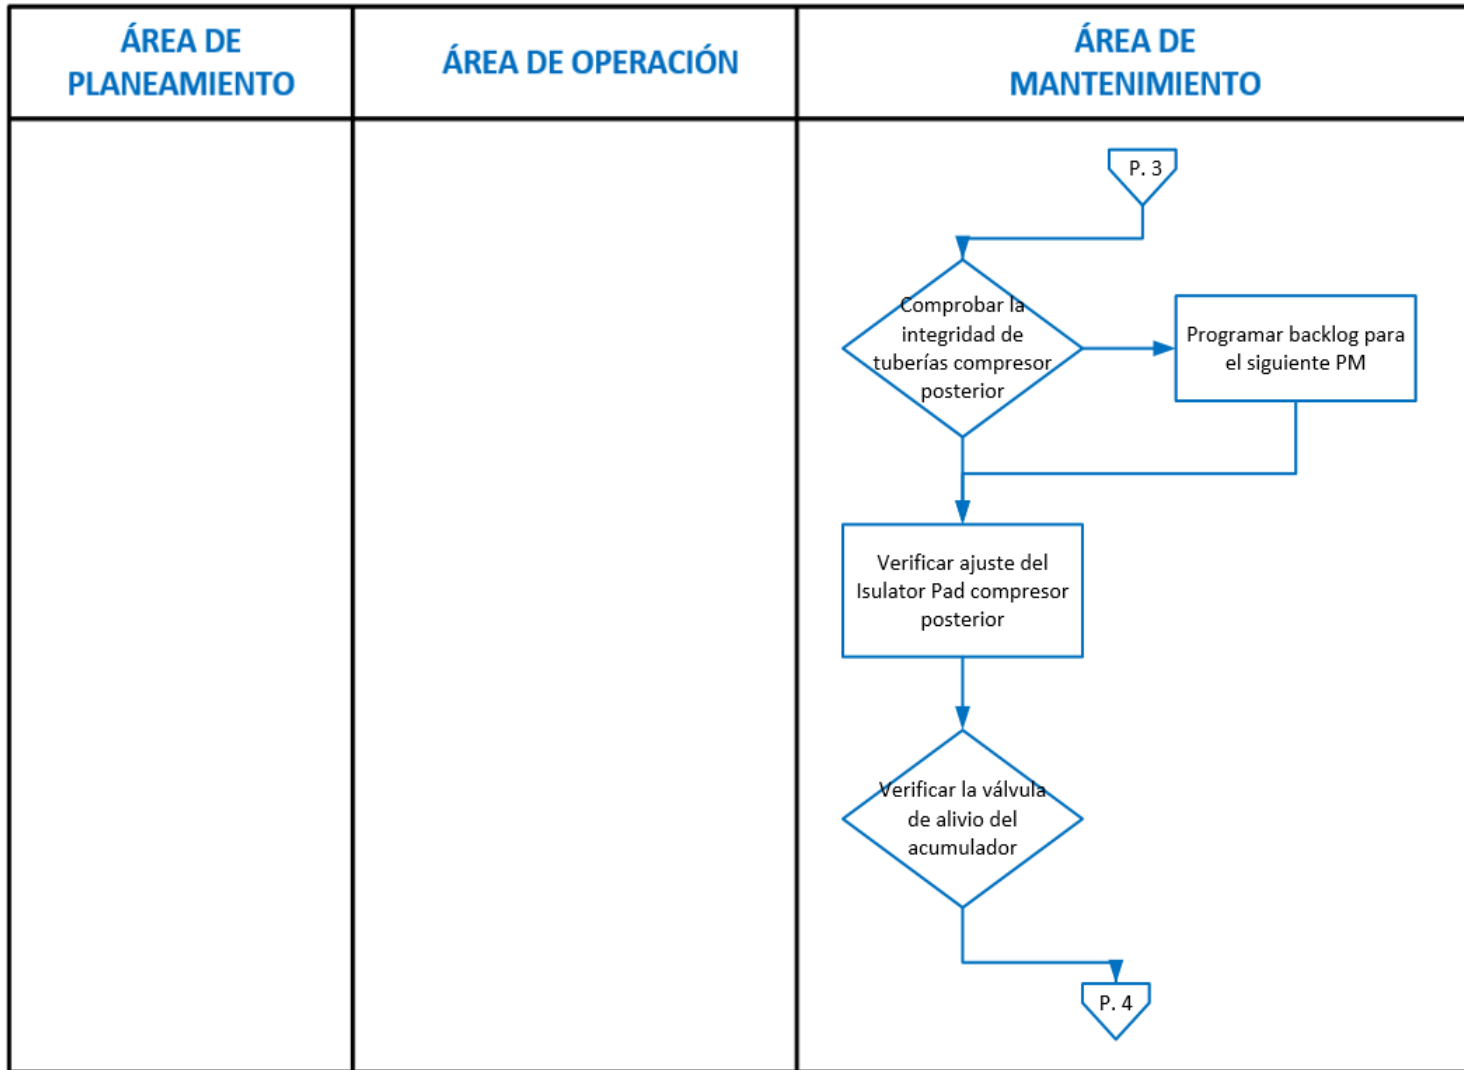 ÁREA DE
PLANEAMIENTO
ÁREA DE OPERACIÓN
ÁREA DE
MANTENIMIENTO
P. 3
Comprobar la
integridad de
tuberías compresor
posterior
Programar backlog para
el siguiente PM
Verificar ajuste del
Isulator Pad compresor
posterior
Verificar la válvula
de alivio del
acumulador
P. 4